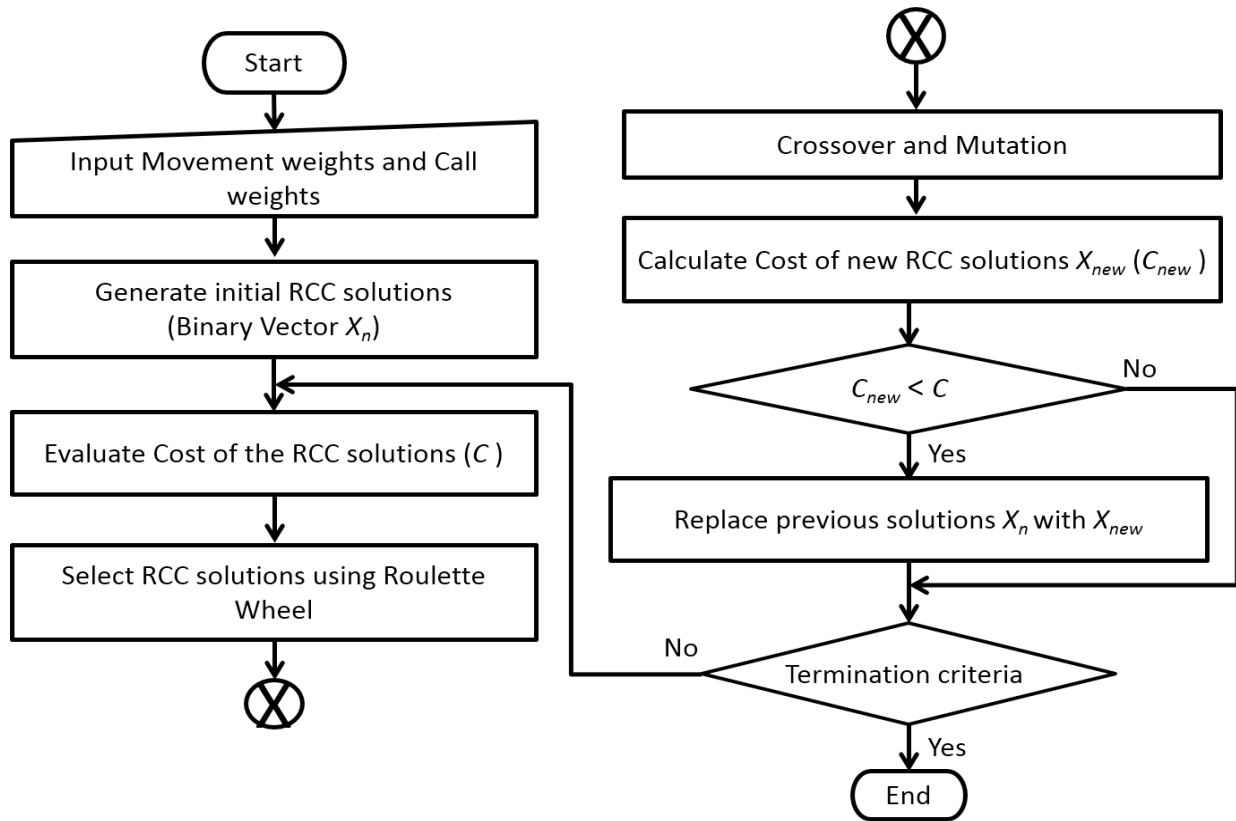 Start
Input Movement weights and Call
weights
Generate initial RCC solutions
(Binary Vector Xn)
Evaluate Cost of the RCC solutions (C )
Select RCC solutions using Roulette
Wheel
X
X
Crossover and Mutation
Calculate Cost of new RCC solutions Xnew (Cnew )
Cnew < C
No
Yes
Replace previous solutions Xn with Xnew
No
Termination criteria
Yes
End